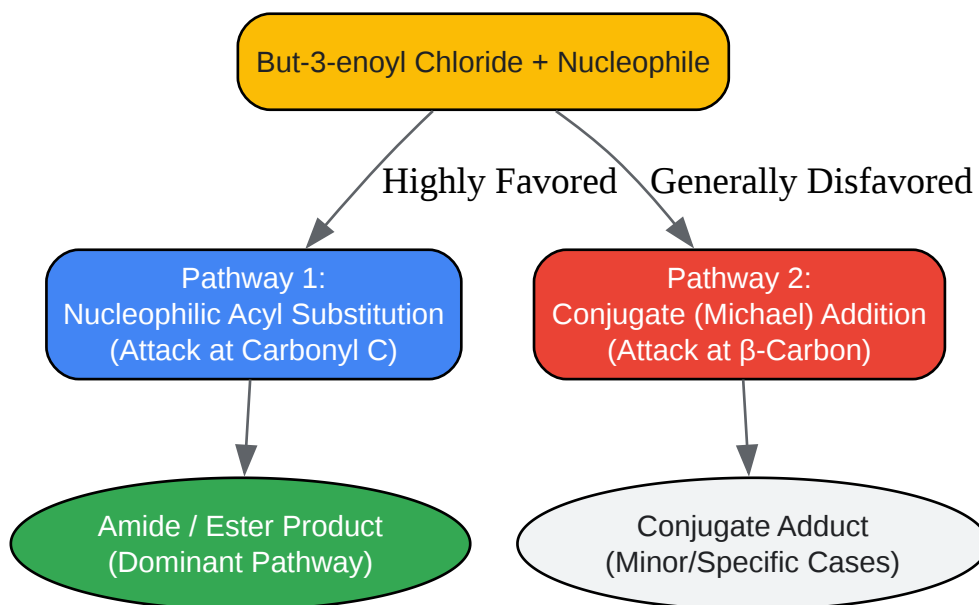 But-3-enoyl Chloride + Nucleophile
Highly Favored
Generally Disfavored
Pathway 1:
Nucleophilic Acyl Substitution
(Attack at Carbonyl C)
Pathway 2:
Conjugate (Michael) Addition
(Attack at β-Carbon)
Amide / Ester Product
(Dominant Pathway)
Conjugate Adduct
(Minor/Specific Cases)